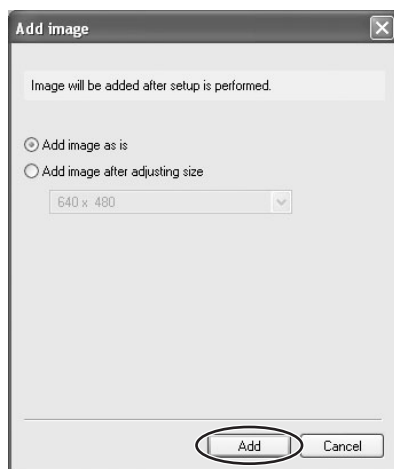 Add image
Image will be added after setup is performed.
Add image as is
Add image after adjusting size
640 x 480
Add
Cancel